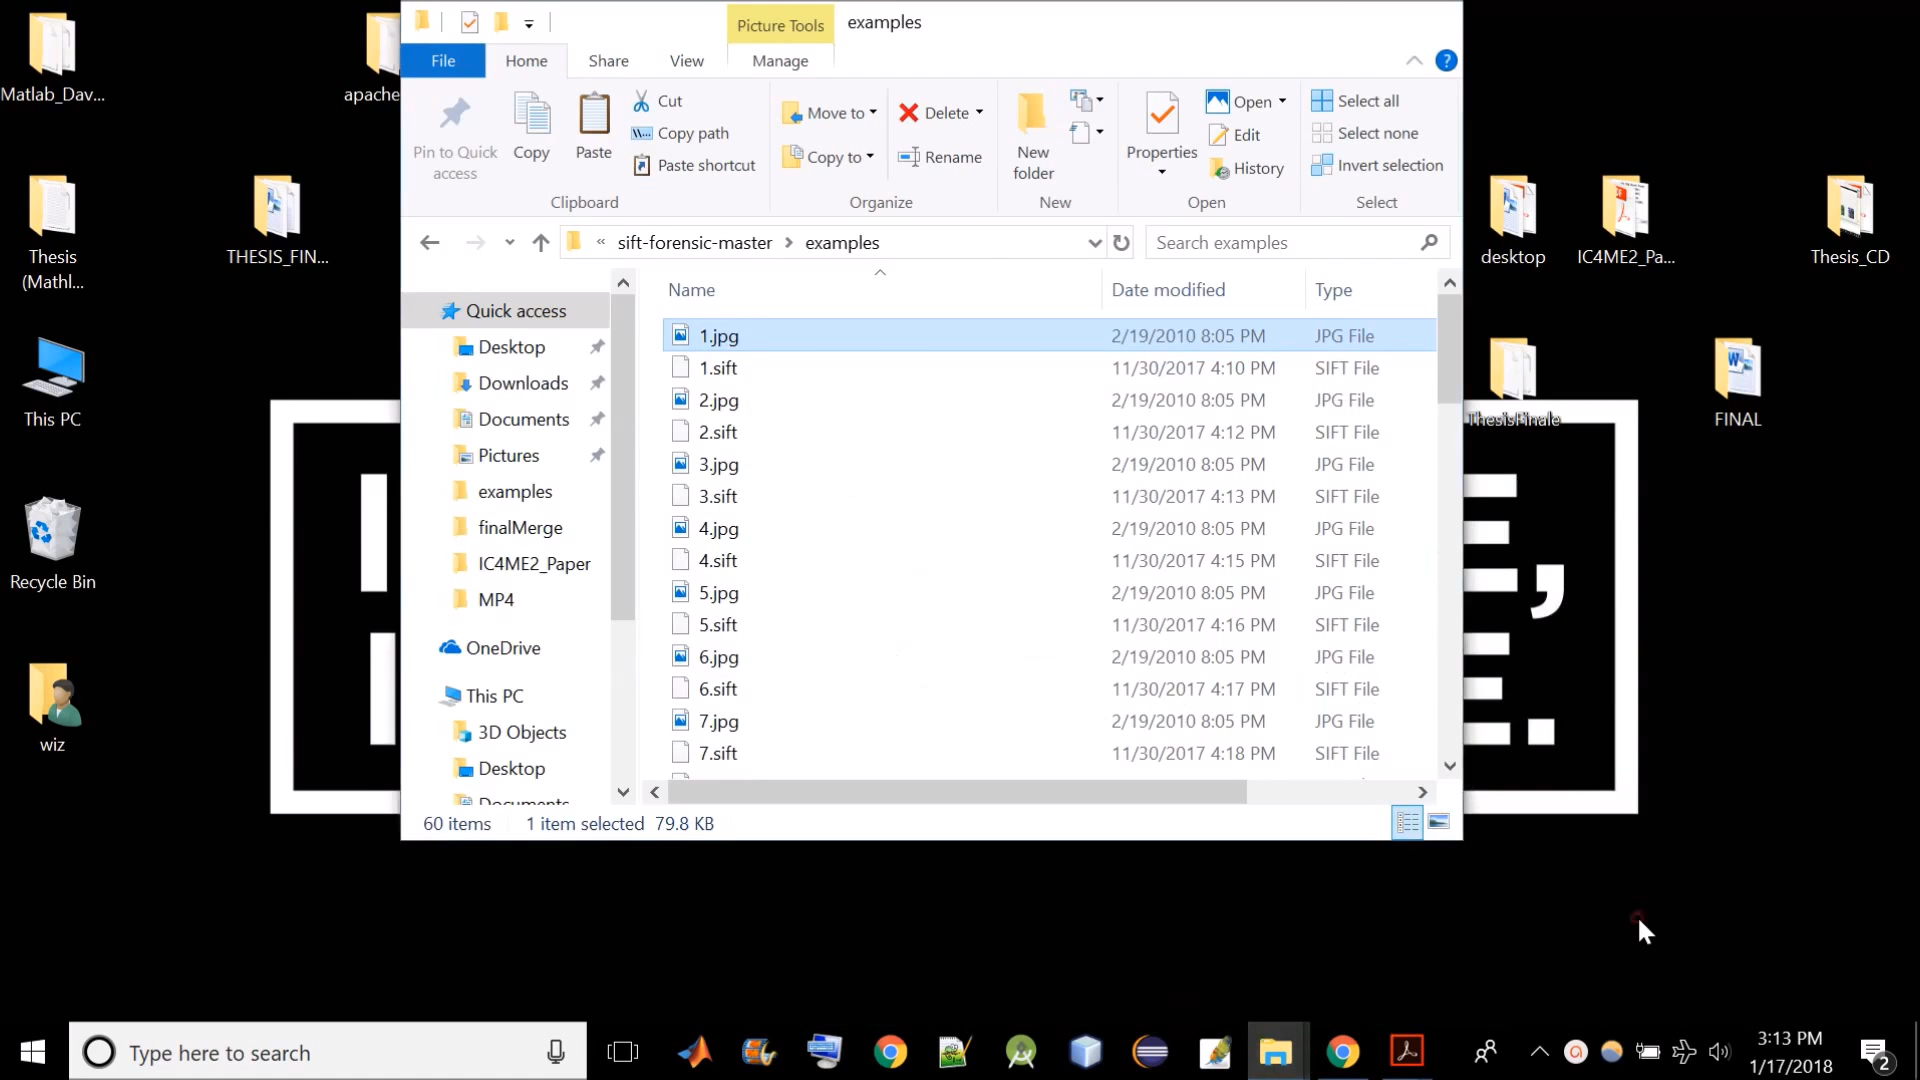 Picture Tools
examples
File
Home
Share
View
Manage
Pin to Quick access
Copy
Paste
Cut
Copy path
Paste shortcut
Clipboard
Move to
Copy to
Delete
Rename
Organize
New folder
New
Properties
Open
Edit
History
Open
Select all
Select none
Invert selection
Select
« sift-forensic-master > examples
Search examples
Quick access
Desktop
Downloads
Documents
Pictures
examples
finalMerge
IC4ME2_Paper
MP4
OneDrive
This PC
3D Objects
Desktop
Documents
Name Date modified Type
1.jpg 2/19/2010 8:05 PM JPG File
1.sift 11/30/2017 4:10 PM SIFT File
2.jpg 2/19/2010 8:05 PM JPG File
2.sift 11/30/2017 4:12 PM SIFT File
3.jpg 2/19/2010 8:05 PM JPG File
3.sift 11/30/2017 4:13 PM SIFT File
4.jpg 2/19/2010 8:05 PM JPG File
4.sift 11/30/2017 4:15 PM SIFT File
5.jpg 2/19/2010 8:05 PM JPG File
5.sift 11/30/2017 4:16 PM SIFT File
6.jpg 2/19/2010 8:05 PM JPG File
6.sift 11/30/2017 4:17 PM SIFT File
7.jpg 2/19/2010 8:05 PM JPG File
7.sift 11/30/2017 4:18 PM SIFT File
60 items 1 item selected 79.8 KB
Matlab_Dav...
apache
Thesis
(Mathl...
THESIS_FIN...
This PC
Recycle Bin
wiz
desktop
IC4ME2_Pa...
Thesis_CD
ThesisFinale
FINAL
Type here to search
3:13 PM
1/17/2018
2